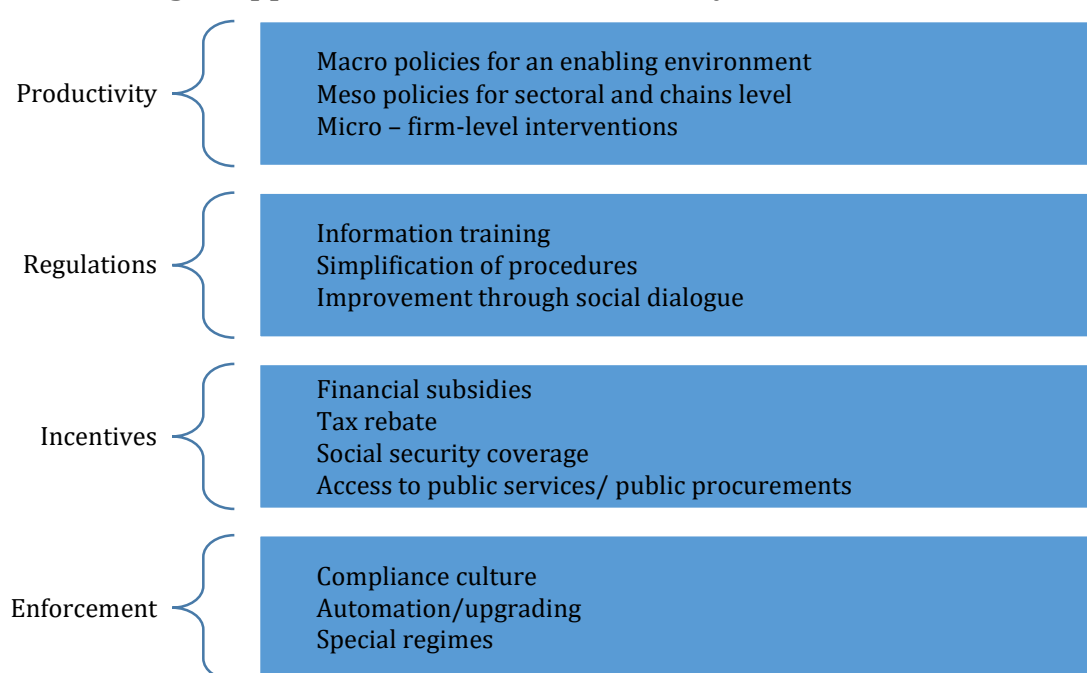 Productivity
Macro policies for an enabling environment
Meso policies for sectoral and chains level
Micro – firm-level interventions
Regulations
Information training
Simplification of procedures
Improvement through social dialogue
Incentives
Financial subsidies
Tax rebate
Social security coverage
Access to public services/ public procurements
Enforcement
Compliance culture
Automation/upgrading
Special regimes